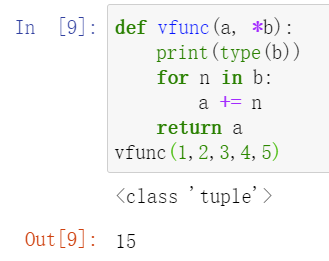 In [9]: def vfunc(a, *b):
    print(type(b))
    for n in b:
        a += n
    return a
vfunc(1,2,3,4,5)
<class 'tuple'>
Out[9]: 15